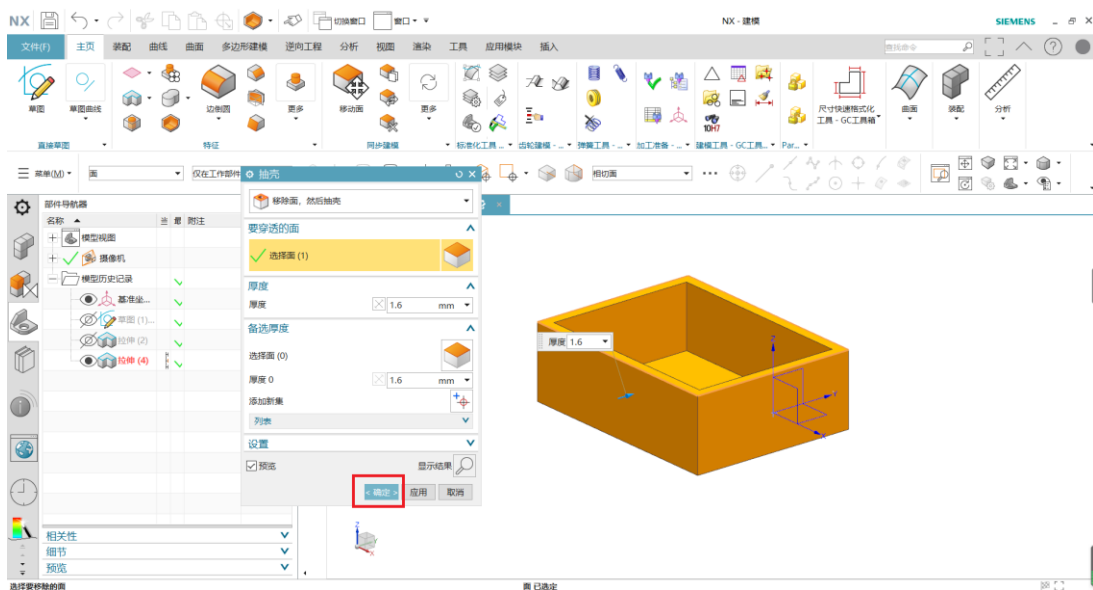 NX 切换窗口 窗口 NX - 建模 SIEMENS
文件(F) 主页 装配 曲线 曲面 多边形建模 逆向工程 分析 视图 渲染 工具 应用模块 插入 查找命令
草图 草图曲线 边倒圆 更多 移动面 更多 10H7 尺寸快速格式化工具 - GC工具箱 曲面 装配 分析
直接草图 特征 同步建模 标准化工具 ... 齿轮建模 - ... 弹簧工具 - ... 加工准备 - ... 建模工具 - GC工具... Par...
菜单(M) 面 仅在工作部件 相切面
抽壳
部件导航器
移除面，然后抽壳
名称 附注
要穿透的面
模型视图
选择面 (1)
摄像机
模型历史记录
厚度
基准坐...
厚度 1.6 mm
草图 (1)...
备选厚度
拉伸 (2)
厚度 1.6
Z
选择面 (0)
拉伸 (4)
厚度 0 1.6 mm
Y
添加新集
列表
X
设置
预览 显示结果
< 确定 > 应用 取消
Z
相关性
细节
X
预览
选择要移除的面 面 已选定